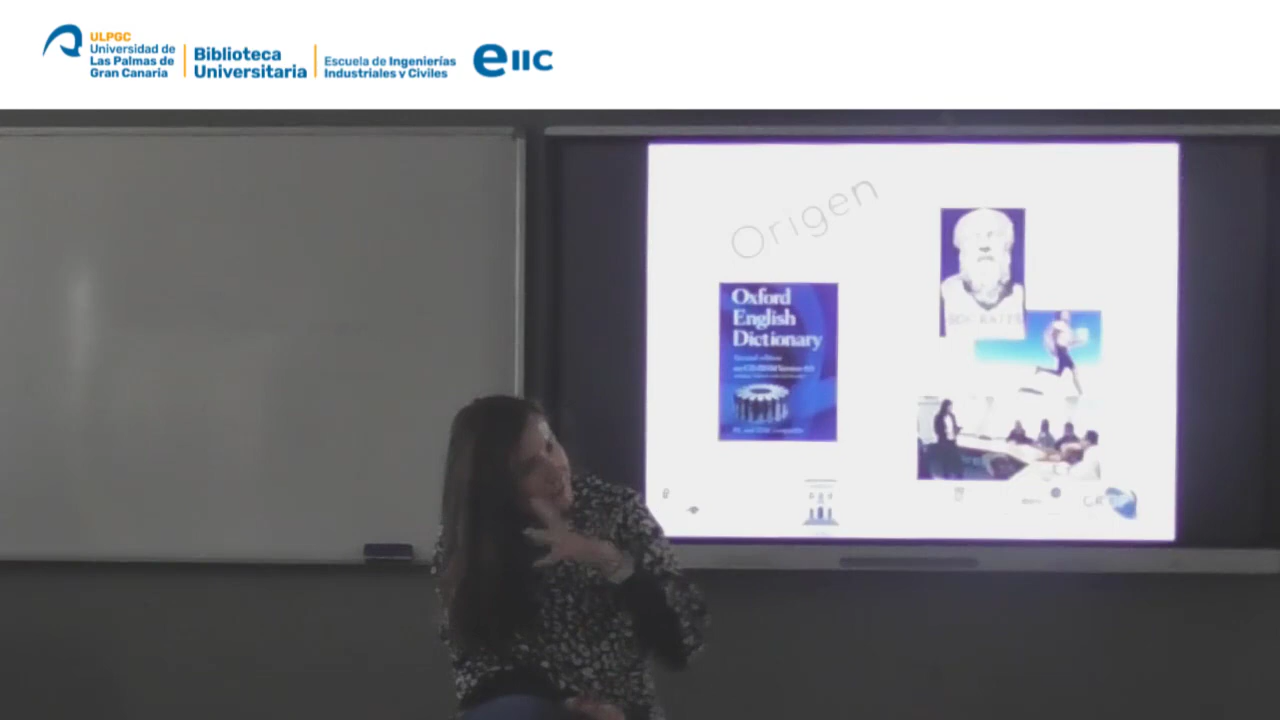 ULPGC
Universidad de
Las Palmas de
Gran Canaria
Biblioteca
Universitaria
Escuela de Ingenierías
Industriales y Civiles
eIIC
Origen
Oxford
English
Dictionary